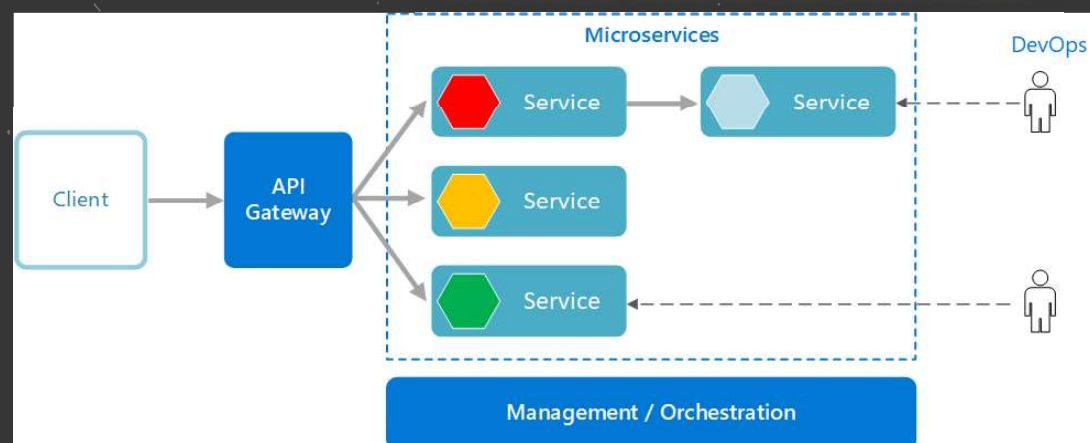 Microservices
DevOps
Service
Service
Client
API
Gateway
Service
Service
Management / Orchestration